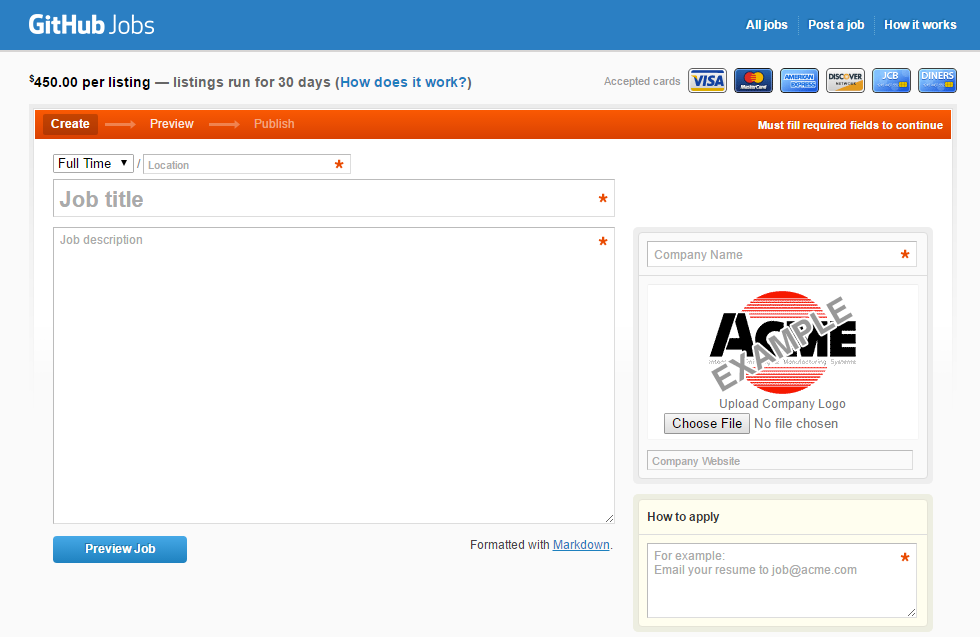 GitHub Jobs
All jobs Post a job How it works
$450.00 per listing — listings run for 30 days (How does it work?)
Accepted cards VISA MasterCard AMERICAN EXPRESS DISCOVER NETWORK JCB DINERS
Create Preview Publish Must fill required fields to continue
Full Time / Location *
Job title *
Job description *
Company Name *
ACME
Manufacturing Systems
EXAMPLE
Upload Company Logo
Choose File No file chosen
Company Website
Preview Job
Formatted with Markdown.
How to apply
For example: *
Email your resume to job@acme.com